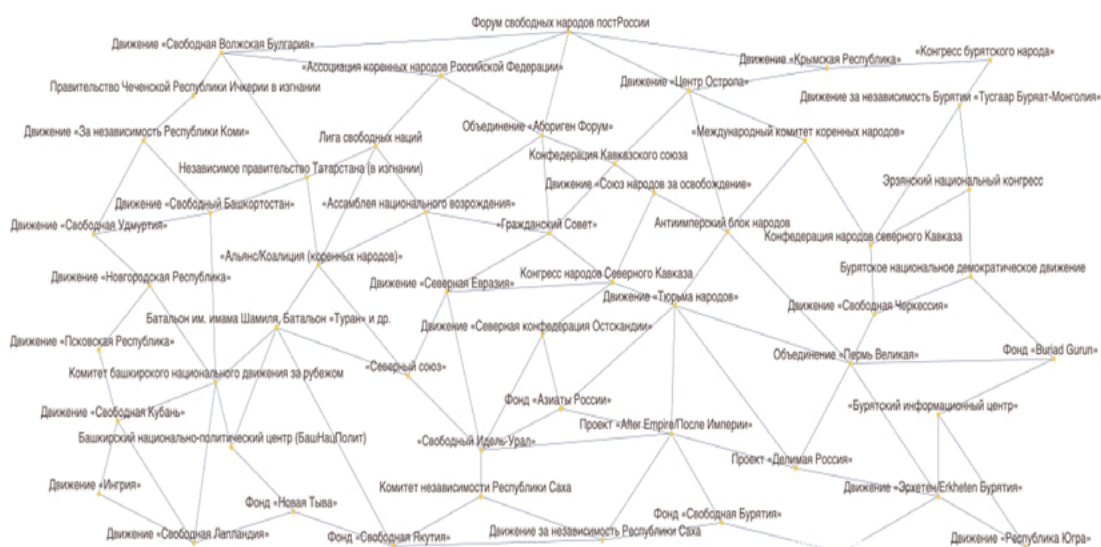 Форум свободных народов постРоссии
Движение «Свободная Волжская Булгария»
«Конгресс бурятского народа»
Движение «Крымская Республика»
«Ассоциация коренных народов Российской Федерации»
Движение «Центр Острога»
Правительство Чеченской Республики Ичкерии в изгнании
Движение за независимость Бурятии «Тусгаар Буряат-Монголия»
Движение «За независимость Республики Коми»
Лига свободных наций
Объединение «Абориген Форум»
«Международный комитет коренных народов»
Конфедерация Кавказского союза
Независимое правительство Татарстана (в изгнании)
Движение «Союз народов за освобождение»
Эрзянский национальный конгресс
Движение «Свободный Башкортостан»
«Ассамблея национального возрождения»
Движение «Свободная Удмуртия»
«Гражданский Совет»
Антиимперский блок народов
Конфедерация народов северного Кавказа
«Альянс/Коалиция (коренных народов)»
Бурятское национальное демократическое движение
Движение «Новгородская Республика»
Движение «Северная Евразия»
Конгресс народов Северного Кавказа
Движение «Тюрьма народов»
Движение «Свободная Черкессия»
Батальон им. имама Шамиля, Батальон «Туран» и др.
Движение «Северная конфедерация Остскандии»
Движение «Псковская Республика»
Объединение «Пермь Великая»
Фонд «Buriad Gurun»
Комитет башкирского национального движения за рубежом
«Северный союз»
Движение «Свободная Кубань»
Фонд «Азиаты России»
«Бурятский информационный центр»
Башкирский национально-политический центр (БашНацПолит)
«Свободный Идель-Урал»
Проект «After Empire/После Империи»
Проект «Делимая Россия»
Движение «Ингрия»
Комитет независимости Республики Саха
Движение «Эрхетен/Erkheten Бурятия»
Фонд «Новая Тыва»
Фонд «Свободная Бурятия»
Движение «Свободная Лапландия»
Фонд «Свободная Якутия»
Движение за независимость Республики Саха
Движение «Республика Югра»